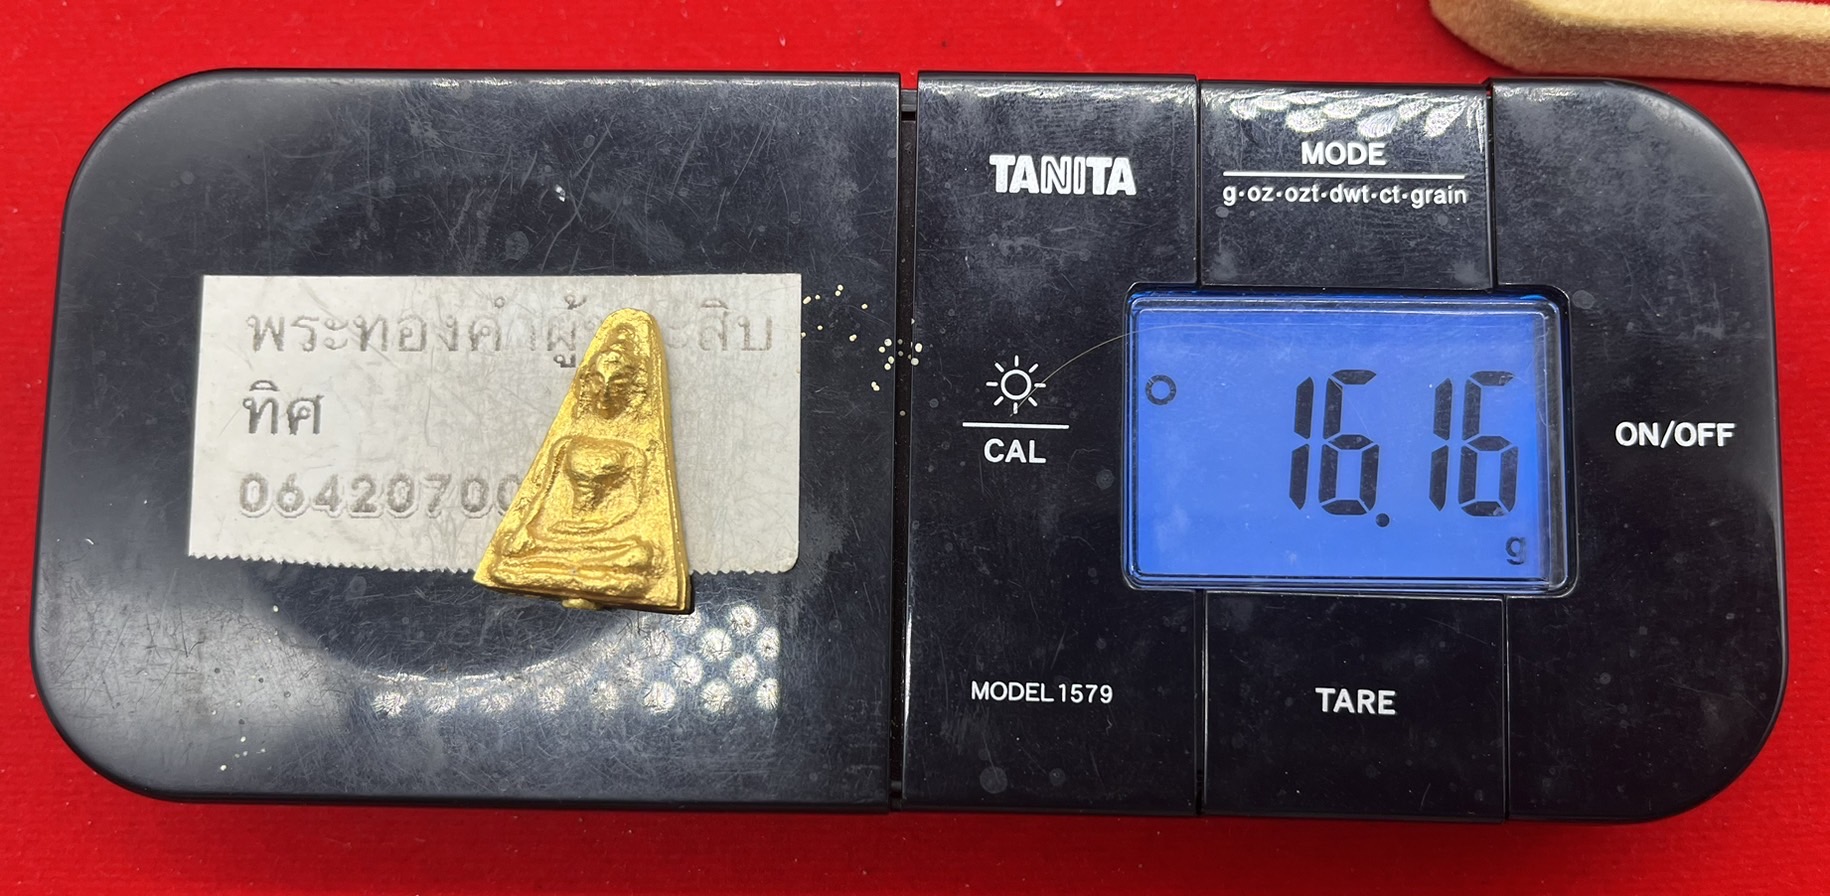 พระทองคำ
สิบ
ทิศ
0642070
TANITA
MODE
g·oz·ozt·dwt·ct·grain
CAL
16.16
g
ON/OFF
MODEL 1579
TARE